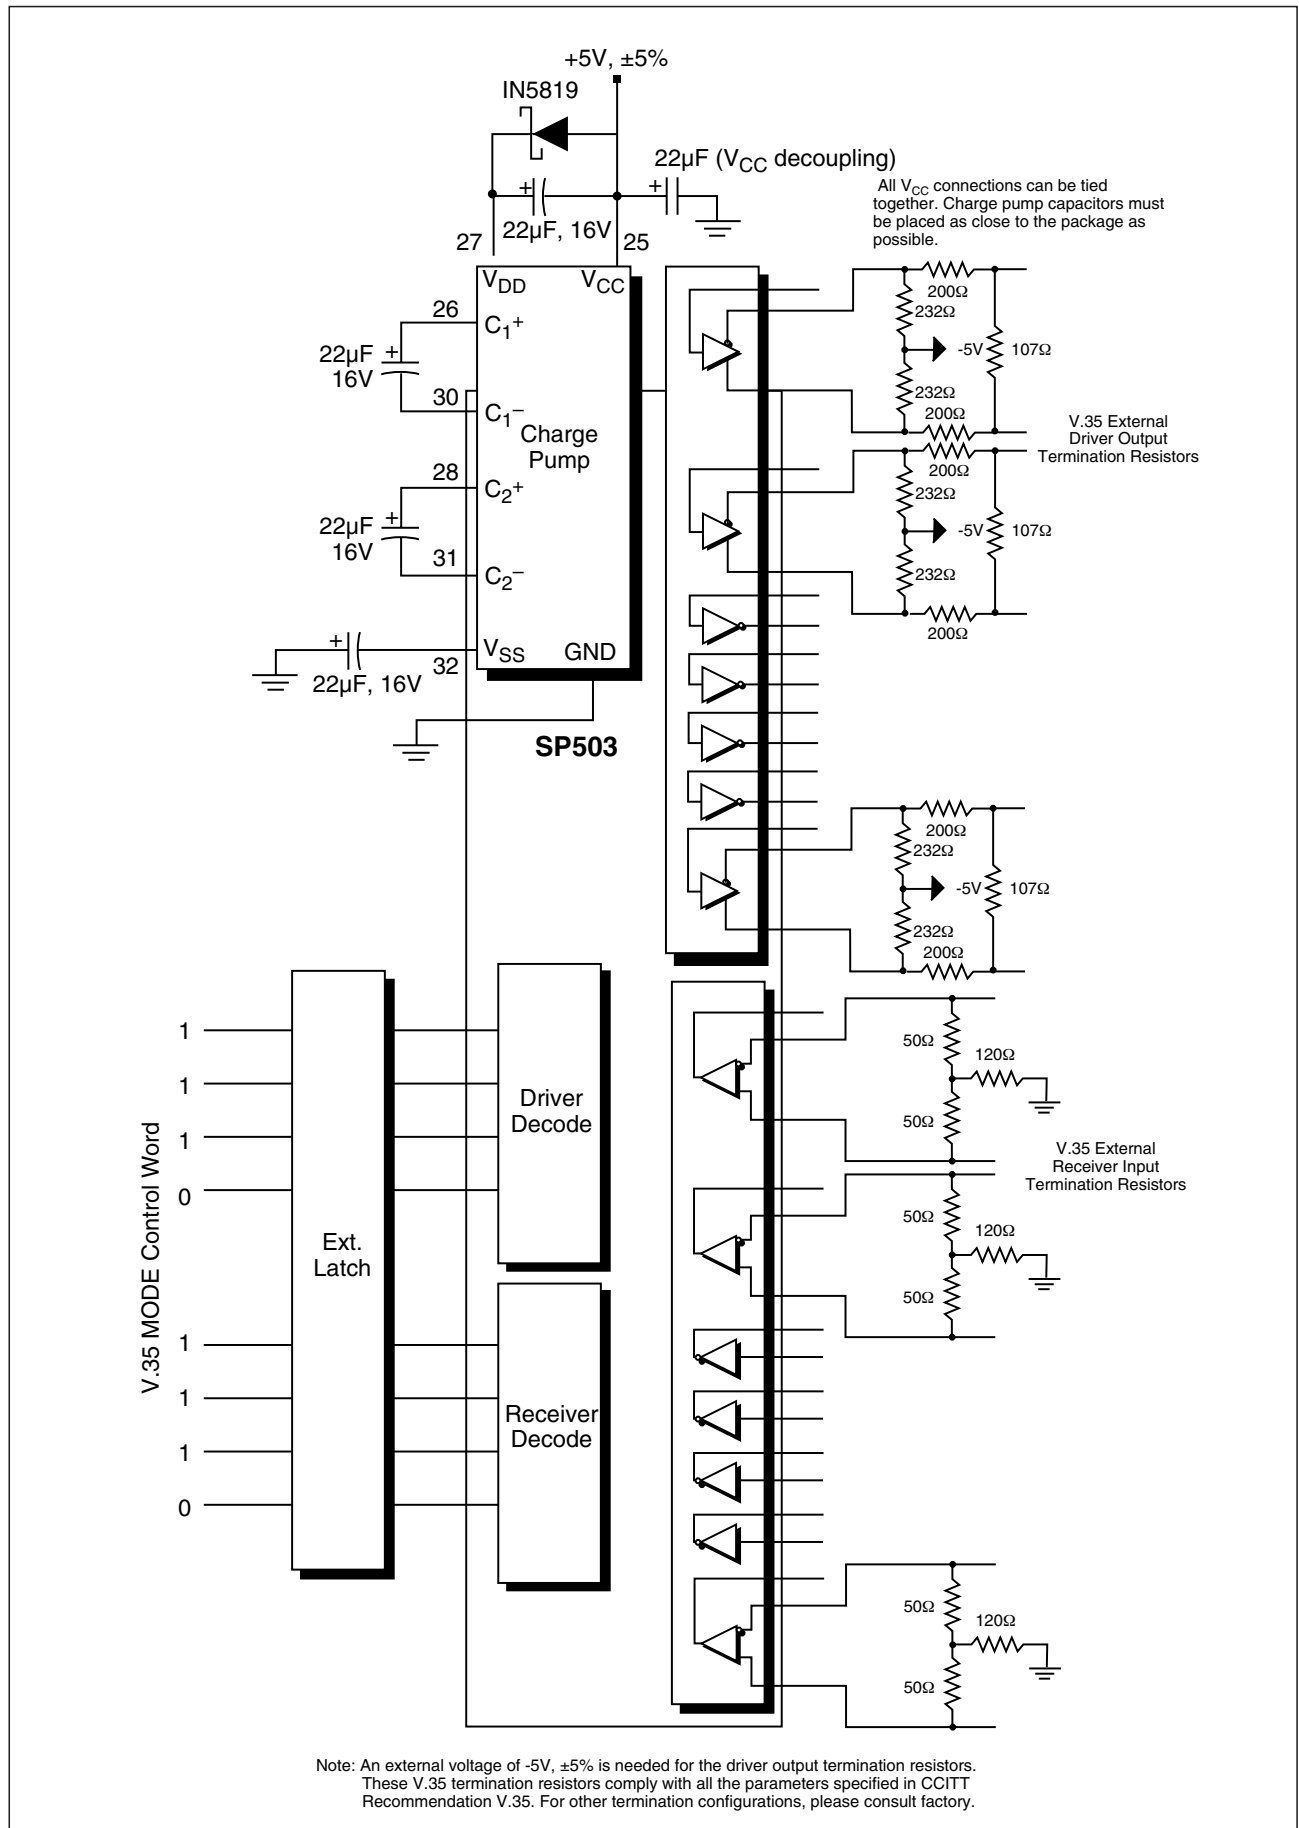 +5V, ±5%
IN5819
22µF (VCC decoupling)
All VCC connections can be tied
together. Charge pump capacitors must
be placed as close to the package as
possible.
22µF, 16V
27
25
VDD
VCC
26
C1+
22µF
16V
30
C1–
Charge
Pump
28
C2+
22µF
16V
31
C2–
VSS
GND
32
22µF, 16V
SP503
200Ω
232Ω
-5V
107Ω
232Ω
200Ω
V.35 External
Driver Output
Termination Resistors
200Ω
232Ω
-5V
107Ω
232Ω
200Ω
200Ω
232Ω
-5V
107Ω
232Ω
200Ω
V.35 MODE Control Word
1
1
1
0
1
1
1
0
Ext.
Latch
Driver
Decode
Receiver
Decode
50Ω
120Ω
50Ω
V.35 External
Receiver Input
Termination Resistors
50Ω
120Ω
50Ω
50Ω
120Ω
50Ω
Note: An external voltage of -5V, ±5% is needed for the driver output termination resistors.
These V.35 termination resistors comply with all the parameters specified in CCITT
Recommendation V.35. For other termination configurations, please consult factory.